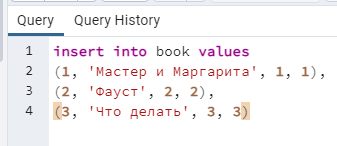 Query Query History
1 insert into book values
2 (1, 'Мастер и Маргарита', 1, 1),
3 (2, 'Фауст', 2, 2),
4 (3, 'Что делать', 3, 3)